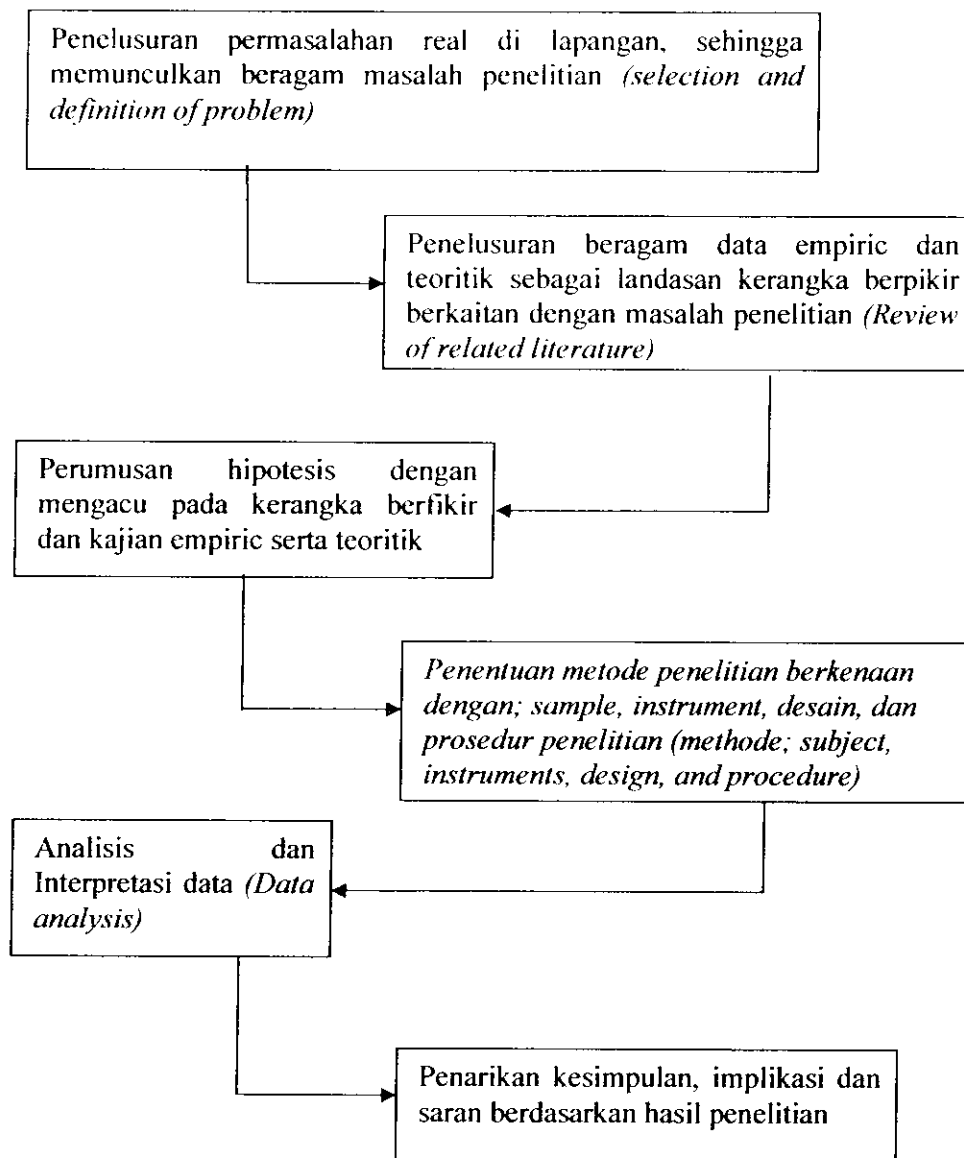 Penelusuran permasalahan real di lapangan, sehingga
memunculkan beragam masalah penelitian (selection and
definition of problem)
Penelusuran beragam data empiric dan
teoritik sebagai landasan kerangka berpikir
berkaitan dengan masalah penelitian (Review
of related literature)
Perumusan hipotesis dengan
mengacu pada kerangka berfikir
dan kajian empiric serta teoritik
Penentuan metode penelitian berkenaan
dengan; sample, instrument, desain, dan
prosedur penelitian (methode; subject,
instruments, design, and procedure)
Analisis dan
Interpretasi data (Data
analysis)
Penarikan kesimpulan, implikasi dan
saran berdasarkan hasil penelitian